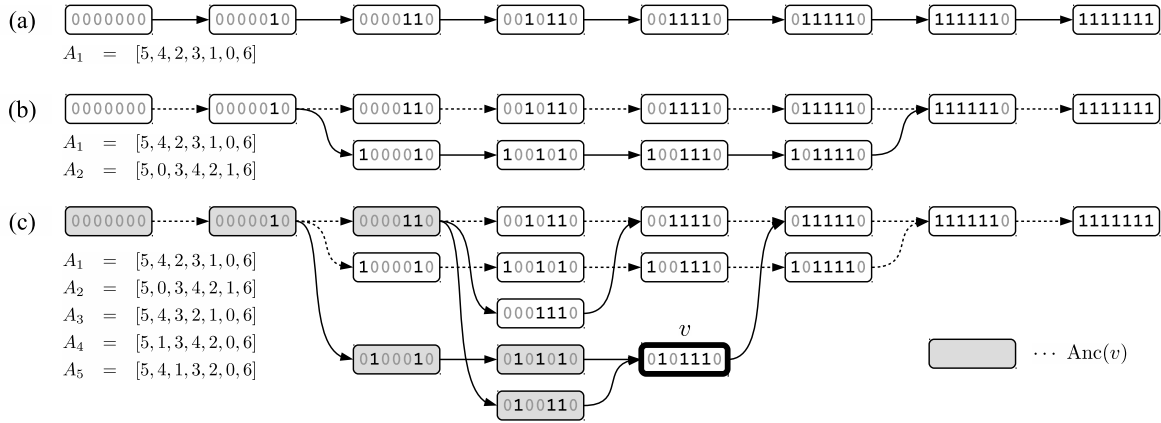 (a) 0000000 0000010 0000110 0010110 0011110 0111110 1111110 1111111
A₁ = [5, 4, 2, 3, 1, 0, 6]
(b) 0000000 0000010 0000110 0010110 0011110 0111110 1111110 1111111
A₁ = [5, 4, 2, 3, 1, 0, 6]
1000010 1001010 1001110 1011110
A₂ = [5, 0, 3, 4, 2, 1, 6]
(c) 0000000 0000010 0000110 0010110 0011110 0111110 1111110 1111111
A₁ = [5, 4, 2, 3, 1, 0, 6]
1000010 1001010 1001110 1011110
A₂ = [5, 0, 3, 4, 2, 1, 6]
A₃ = [5, 4, 3, 2, 1, 0, 6]
0001110
A₄ = [5, 1, 3, 4, 2, 0, 6]
v
0100010 0101010 0101110
··· Anc(v)
A₅ = [5, 4, 1, 3, 2, 0, 6]
0100110